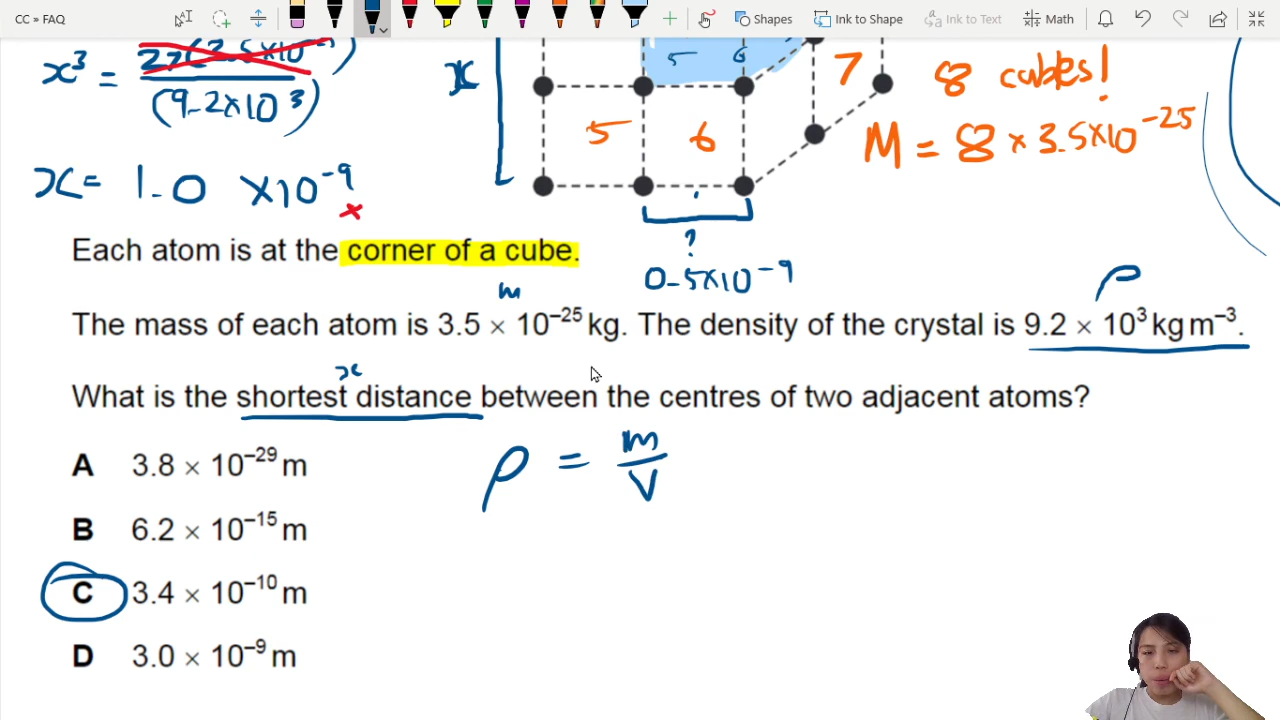 CC » FAQ
Shapes
Ink to Shape
Ink to Text
Math
x³ = / (9.2×10³)
x
5 6
7
8 cubes!
5 6
M = 8 × 3.5×10⁻²⁵
x = 1.0 ×10⁻⁹
×
?
0.5×10⁻⁹
Each atom is at the corner of a cube.
m
ρ
The mass of each atom is 3.5 × 10⁻²⁵ kg. The density of the crystal is 9.2 × 10³ kg m⁻³.
x
What is the shortest distance between the centres of two adjacent atoms?
ρ = m/V
A 3.8 × 10⁻²⁹ m
B 6.2 × 10⁻¹⁵ m
C 3.4 × 10⁻¹⁰ m
D 3.0 × 10⁻⁹ m